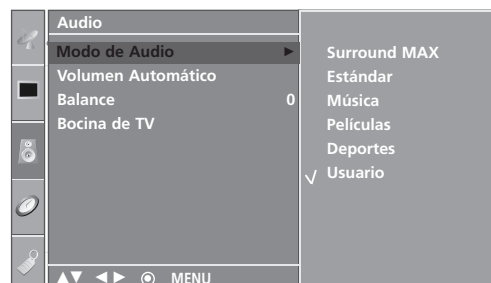 Audio
Modo de Audio ►
Volumen Automático
Balance 0
Bocina de TV
Surround MAX
Estándar
Música
Películas
Deportes
√ Usuario
▲▼ ◄► ◉ MENU